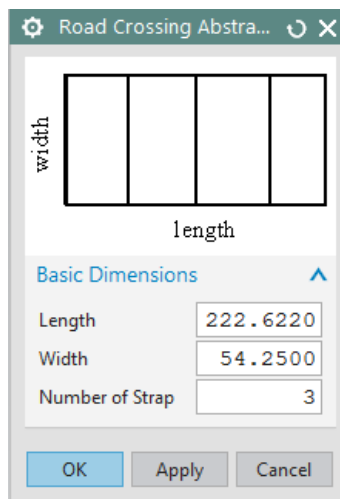 Road Crossing Abstra...
width
length
Basic Dimensions
Length 222.6220
Width 54.2500
Number of Strap 3
OK Apply Cancel